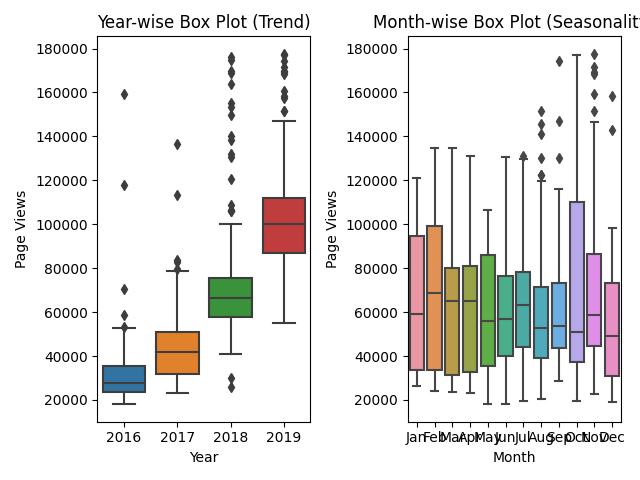 Year-wise Box Plot (Trend)
Page Views
180000
160000
140000
120000
100000
80000
60000
40000
20000
2016 2017 2018 2019
Year
Month-wise Box Plot (Seasonalit
Page Views
180000
160000
140000
120000
100000
80000
60000
40000
20000
Jan Feb Mar Apr May Jun Jul Aug Sep Oct Nov Dec
Month